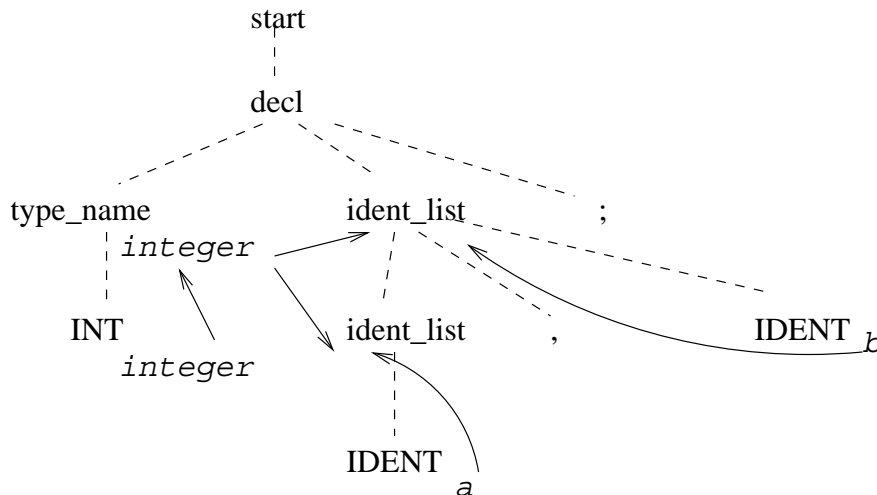 start
decl
type_name ident_list ;
integer
INT ident_list , IDENT b
integer
IDENT a